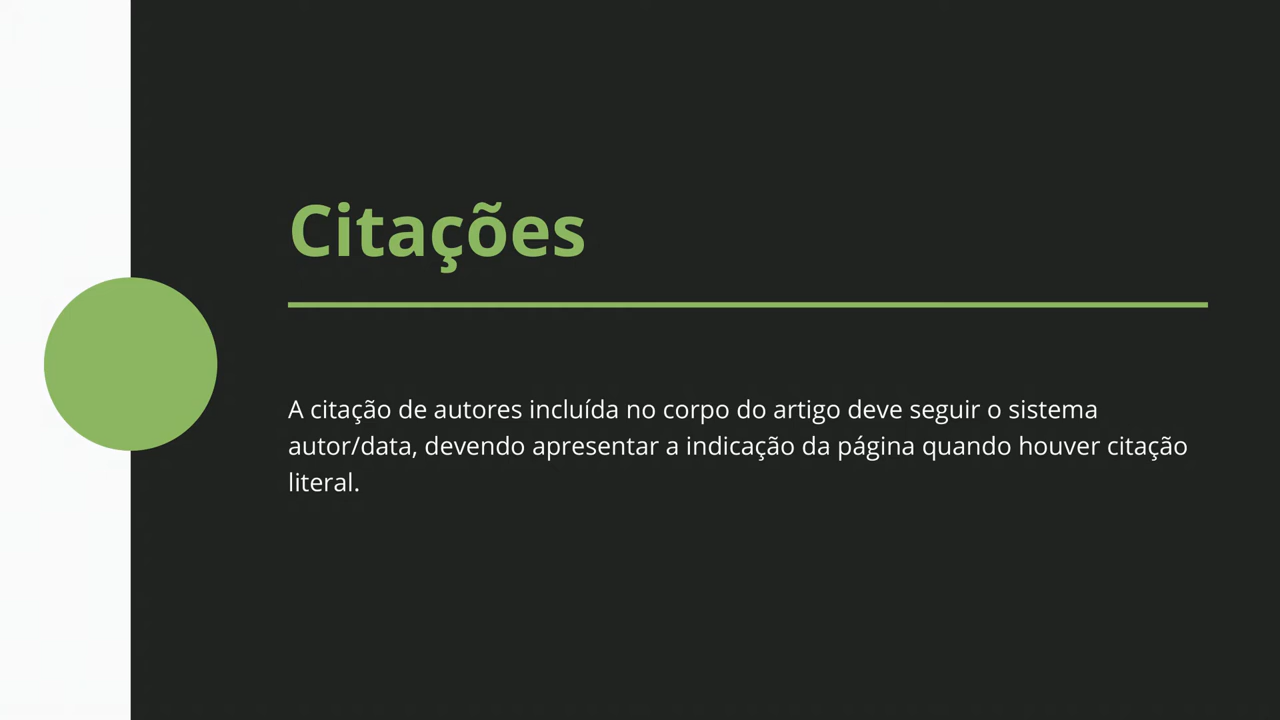 Citações
A citação de autores incluída no corpo do artigo deve seguir o sistema
autor/data, devendo apresentar a indicação da página quando houver citação
literal.